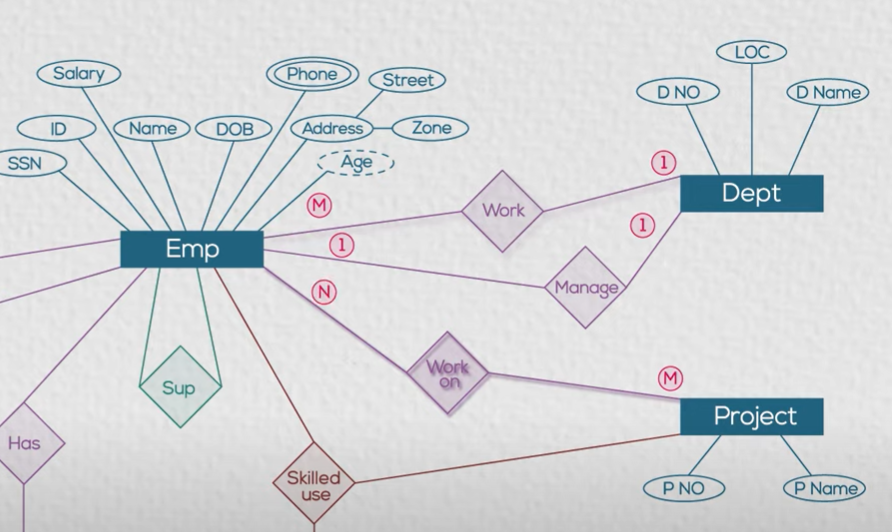 LOC
Salary
Phone
Street
D NO
D Name
ID
Name
DOB
Address
Zone
SSN
Age
1
M
Work
Dept
1
Emp
1
N
Manage
Work
on
M
Sup
Project
Has
Skilled
use
P NO
P Name